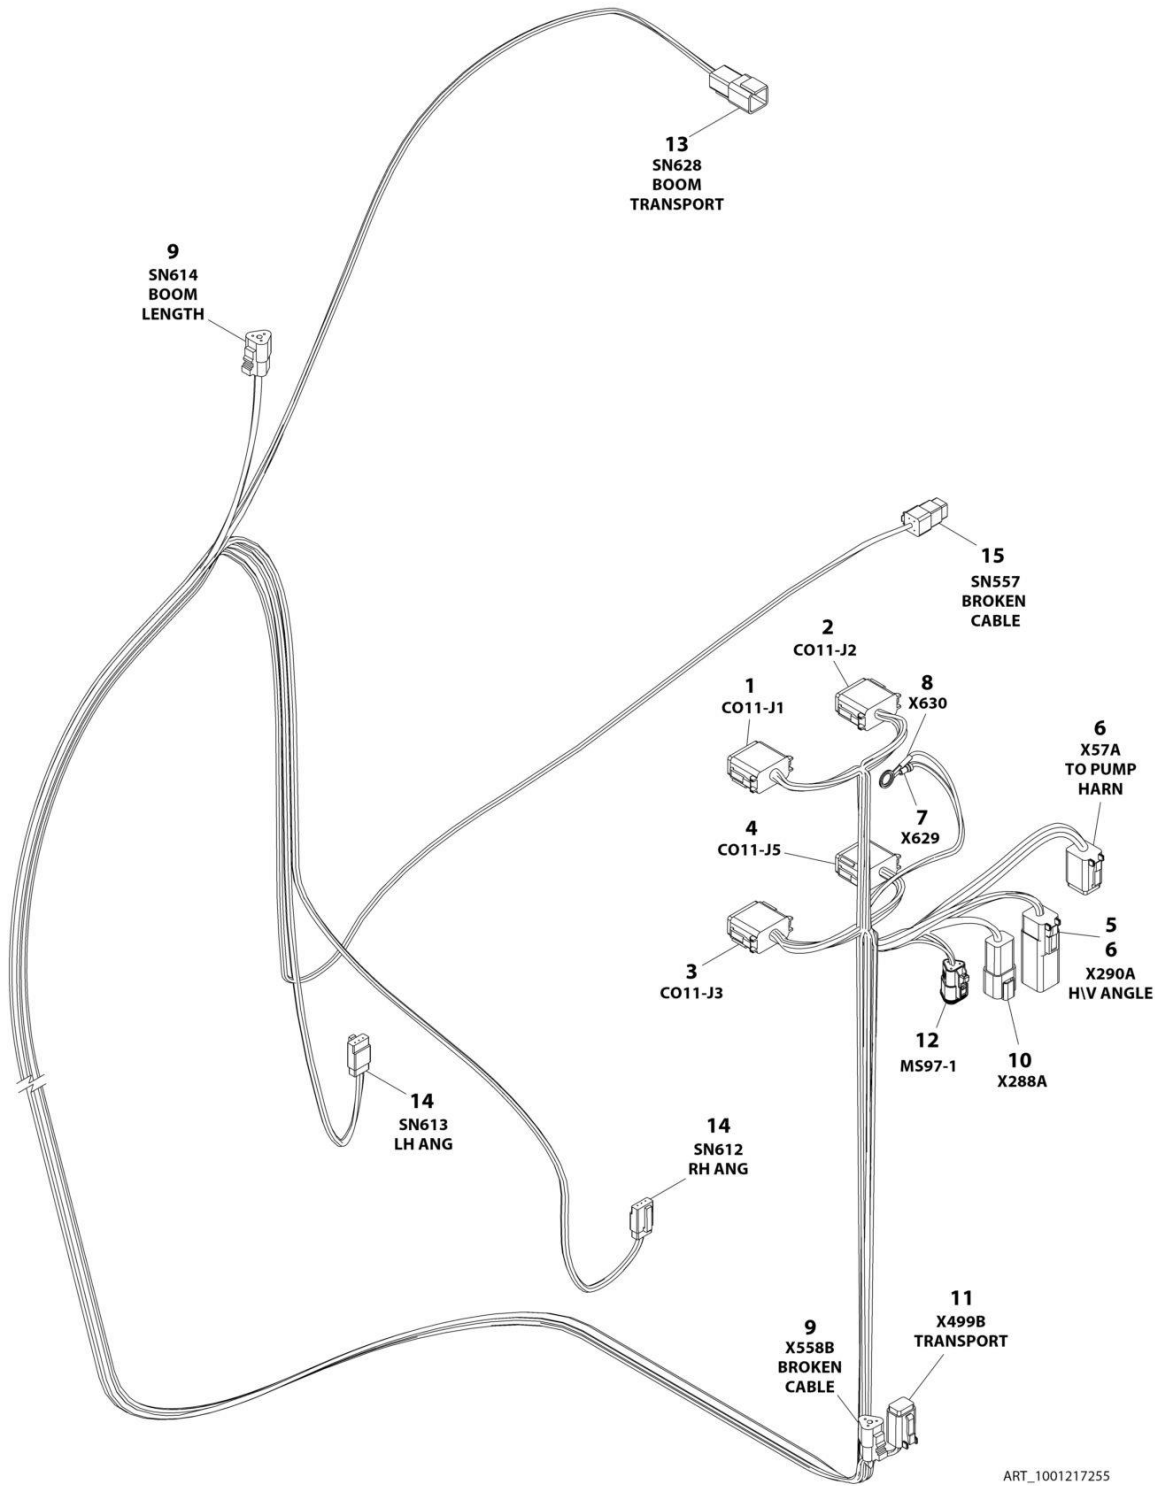 13
SN628
BOOM
TRANSPORT
9
SN614
BOOM
LENGTH
15
SN557
BROKEN
CABLE
2
CO11-J2
1
CO11-J1
8
X630
6
X57A
TO PUMP
HARN
7
X629
4
CO11-J5
3
CO11-J3
5
6
X290A
H\V ANGLE
12
MS97-1
10
X288A
14
SN613
LH ANG
14
SN612
RH ANG
11
X499B
TRANSPORT
9
X558B
BROKEN
CABLE
ART_1001217255